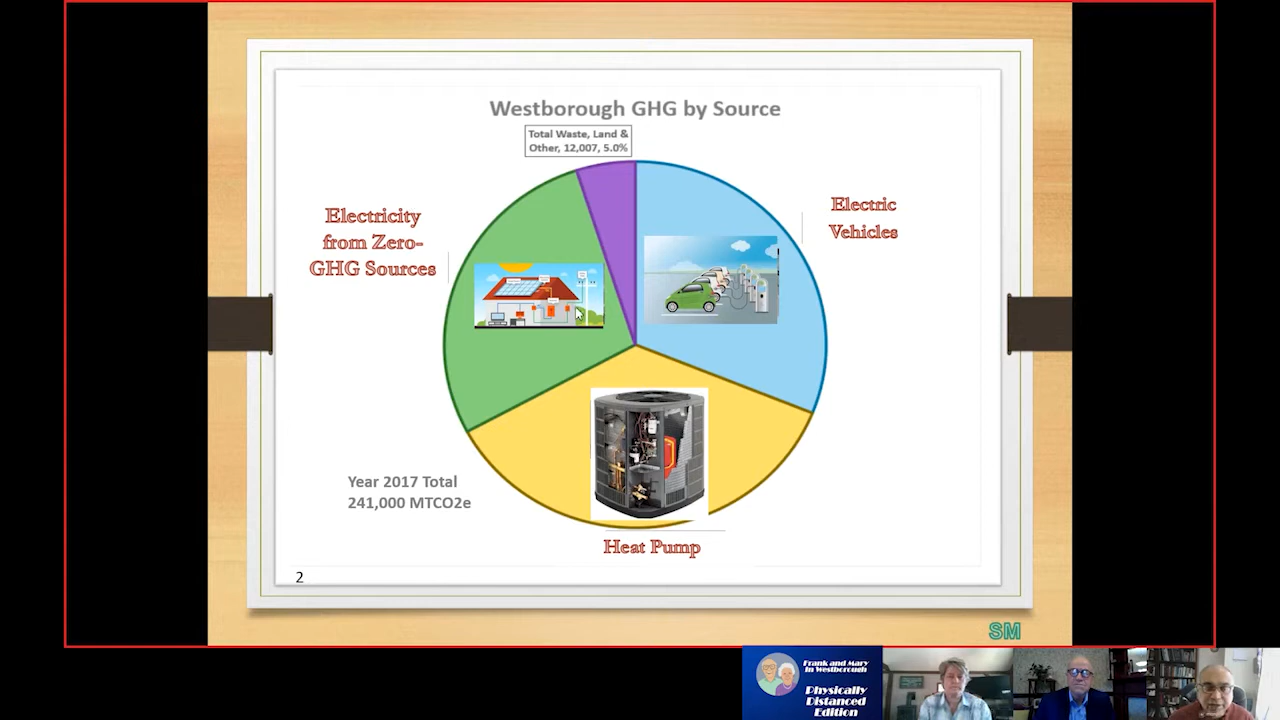 Westborough GHG by Source
Total Waste, Land &
Other, 12,007, 5.0%
Electricity
from Zero-
GHG Sources
Electric
Vehicles
Year 2017 Total
241,000 MTCO2e
Heat Pump
2
SM
Frank and Mary
in Westborough
Physically
Distanced
Edition